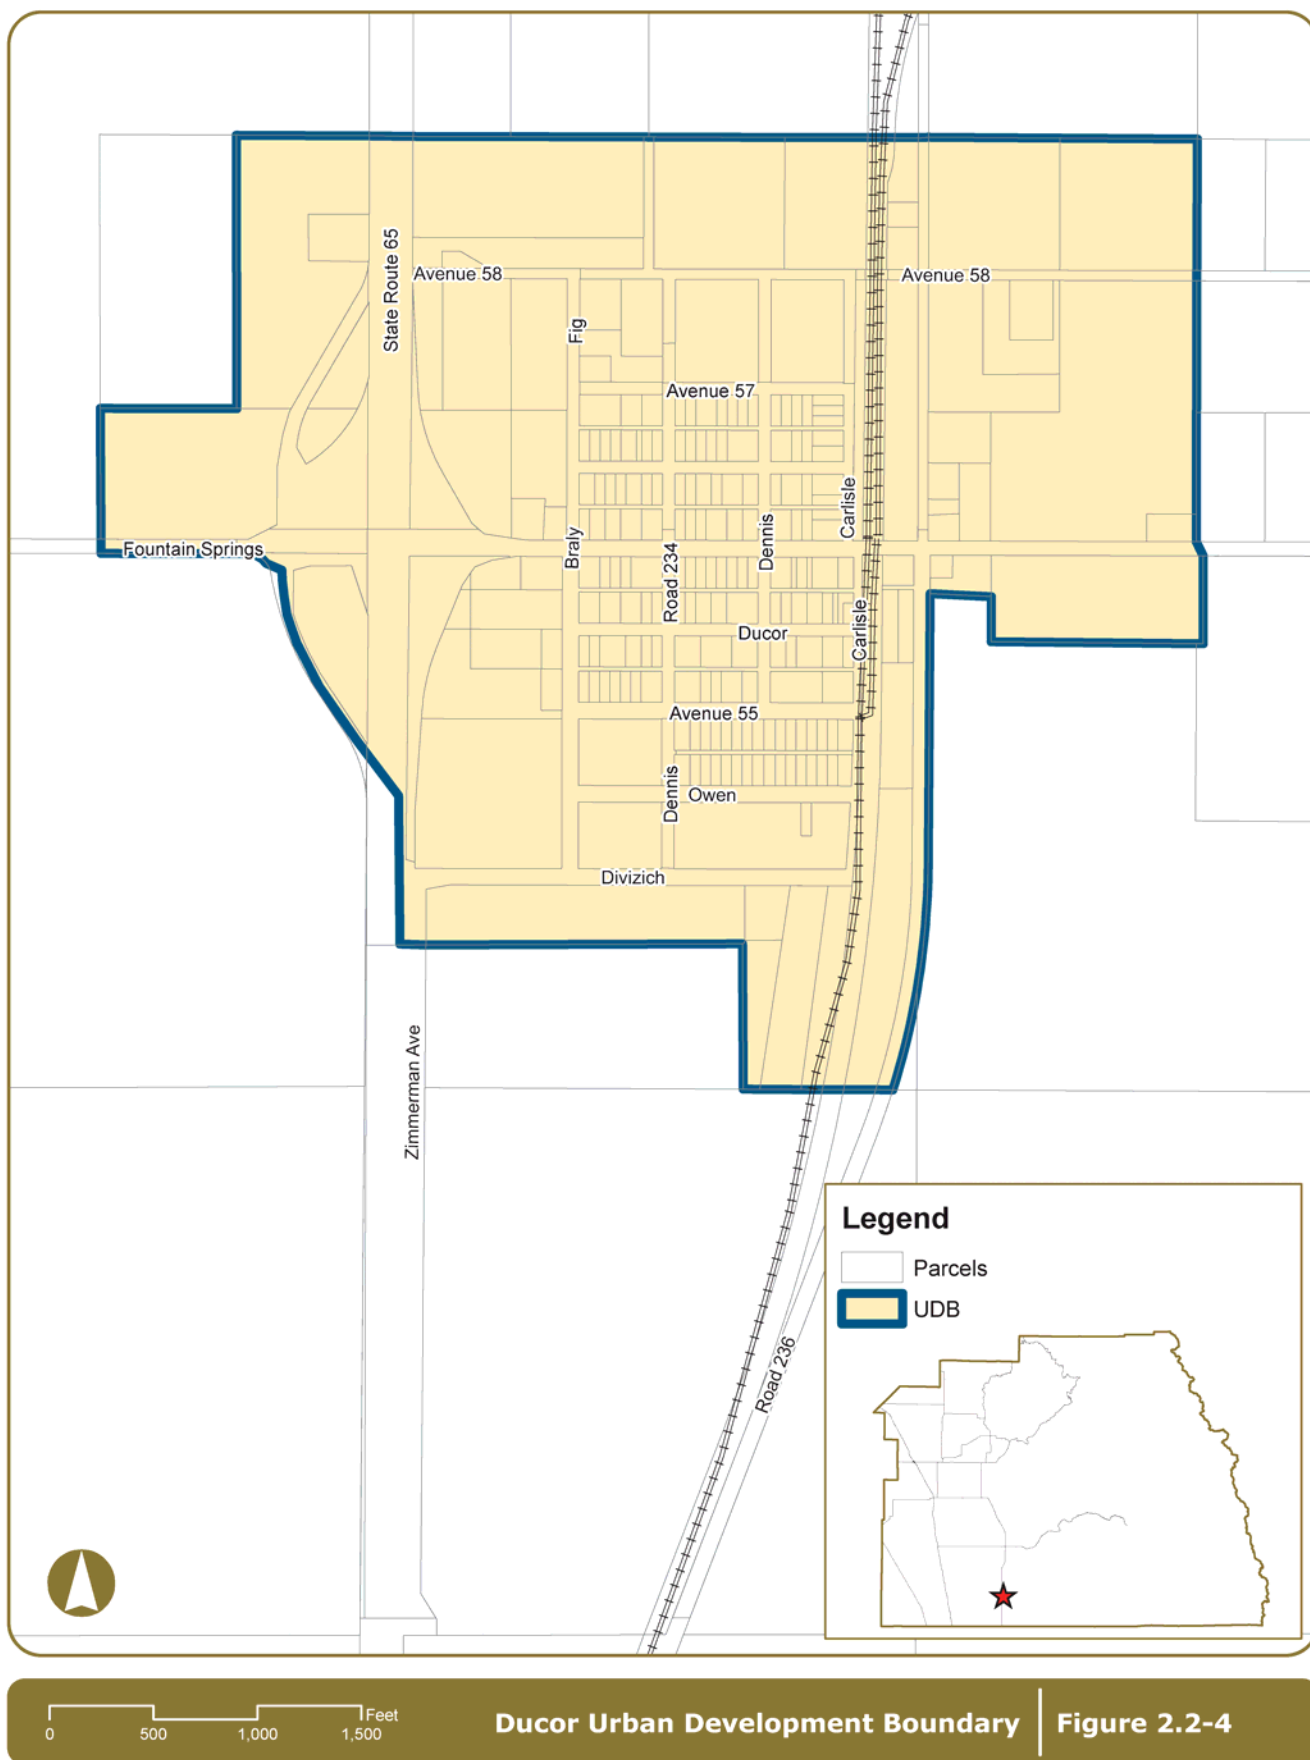 State Route 65
Avenue 58
Avenue 58
Fig
Avenue 57
Carlisle
Fountain Springs
Braly
Dennis
Road 234
Carlisle
Ducor
Avenue 55
Dennis
Owen
Divizich
Zimmerman Ave
Road 236
Legend
Parcels
UDB
Feet
0 500 1,000 1,500
Ducor Urban Development Boundary
Figure 2.2-4